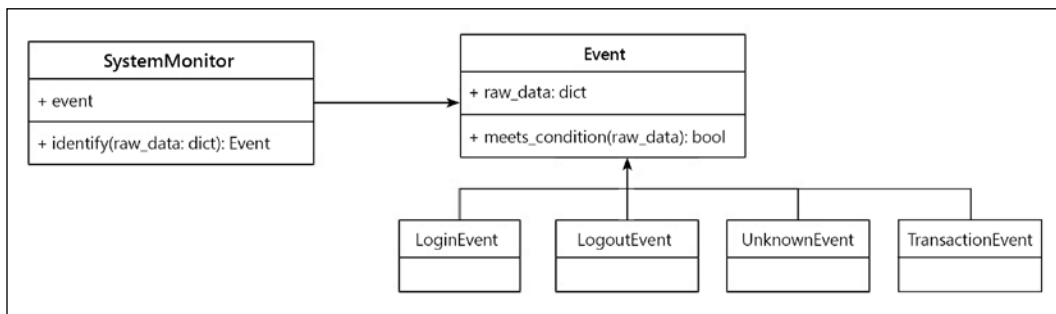 SystemMonitor
+ event
+ identify(raw_data: dict): Event
Event
+ raw_data: dict
+ meets_condition(raw_data): bool
LoginEvent
LogoutEvent
UnknownEvent
TransactionEvent